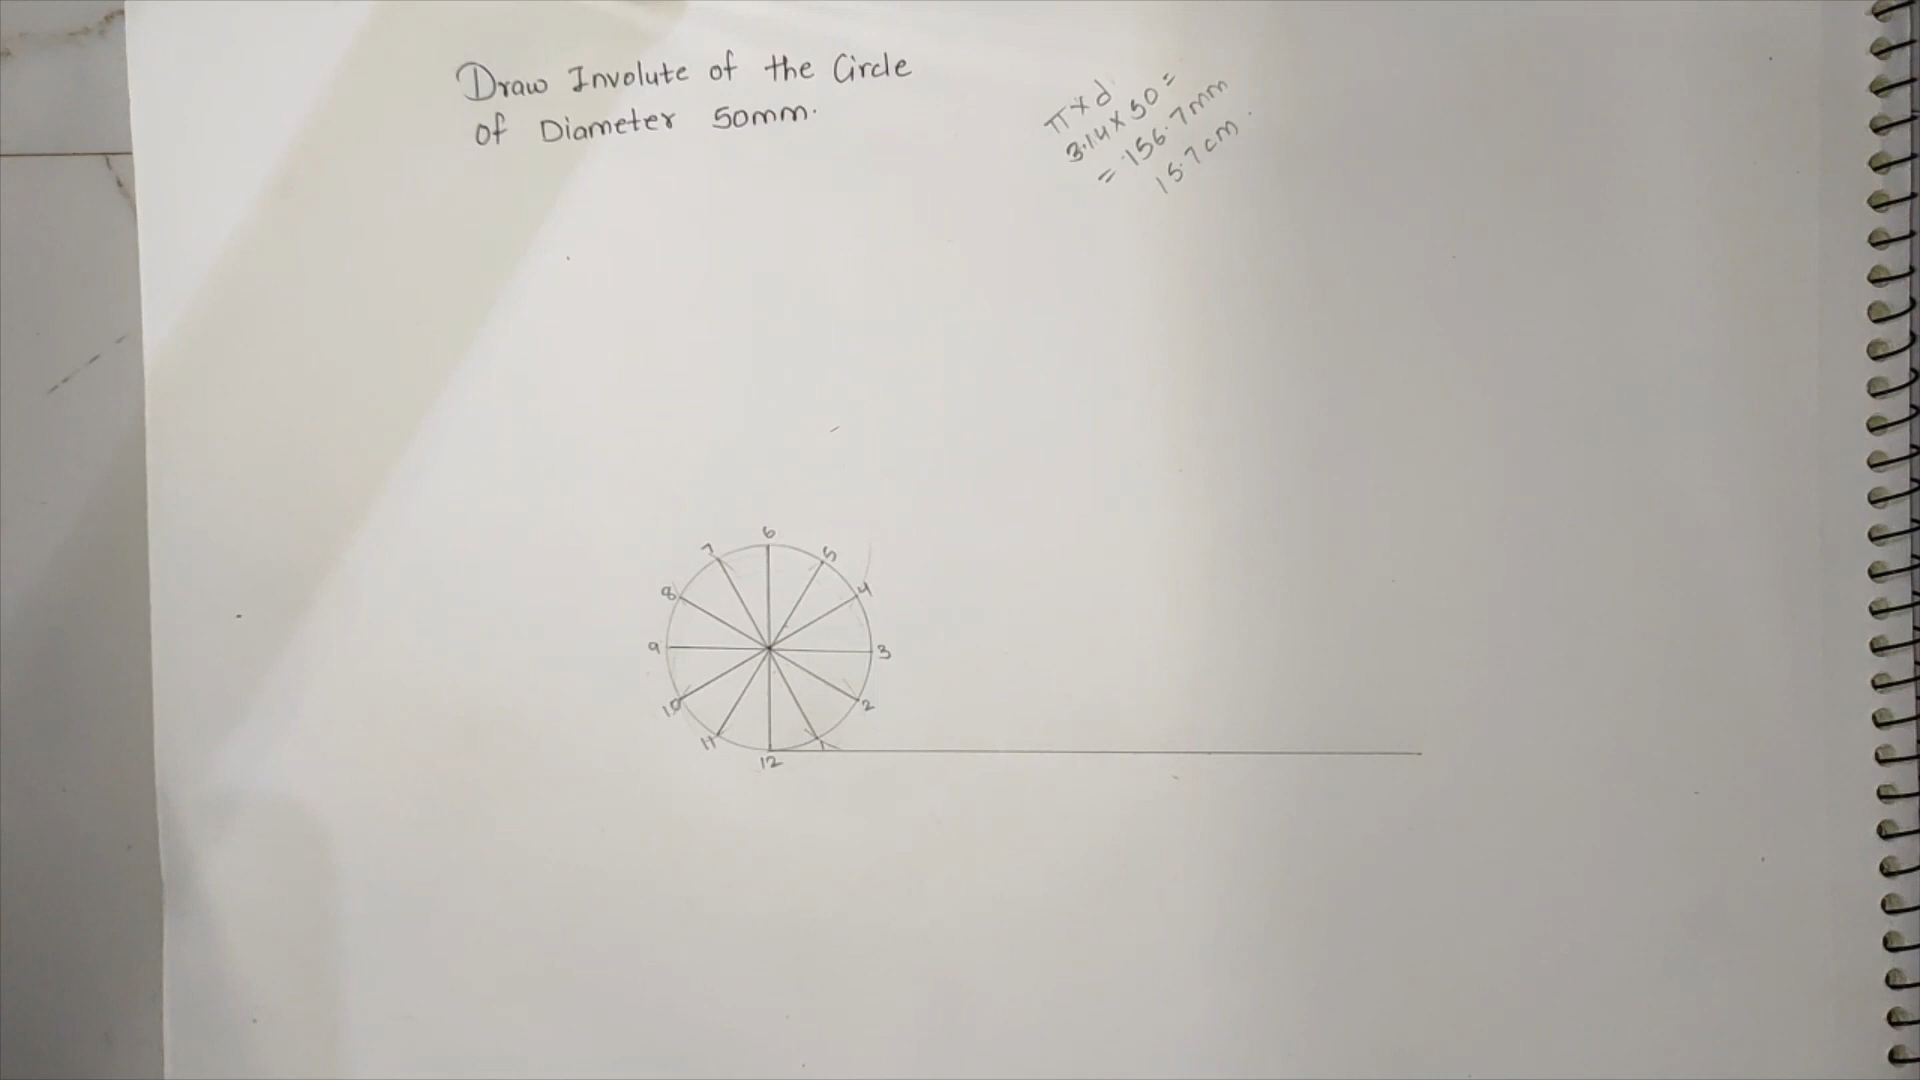 Draw Involute of the Circle
of Diameter 50mm.
π×d
3.14×50=
= 156.7mm
15.7cm.
6
7
5
8
4
9
3
10
2
11
1
12